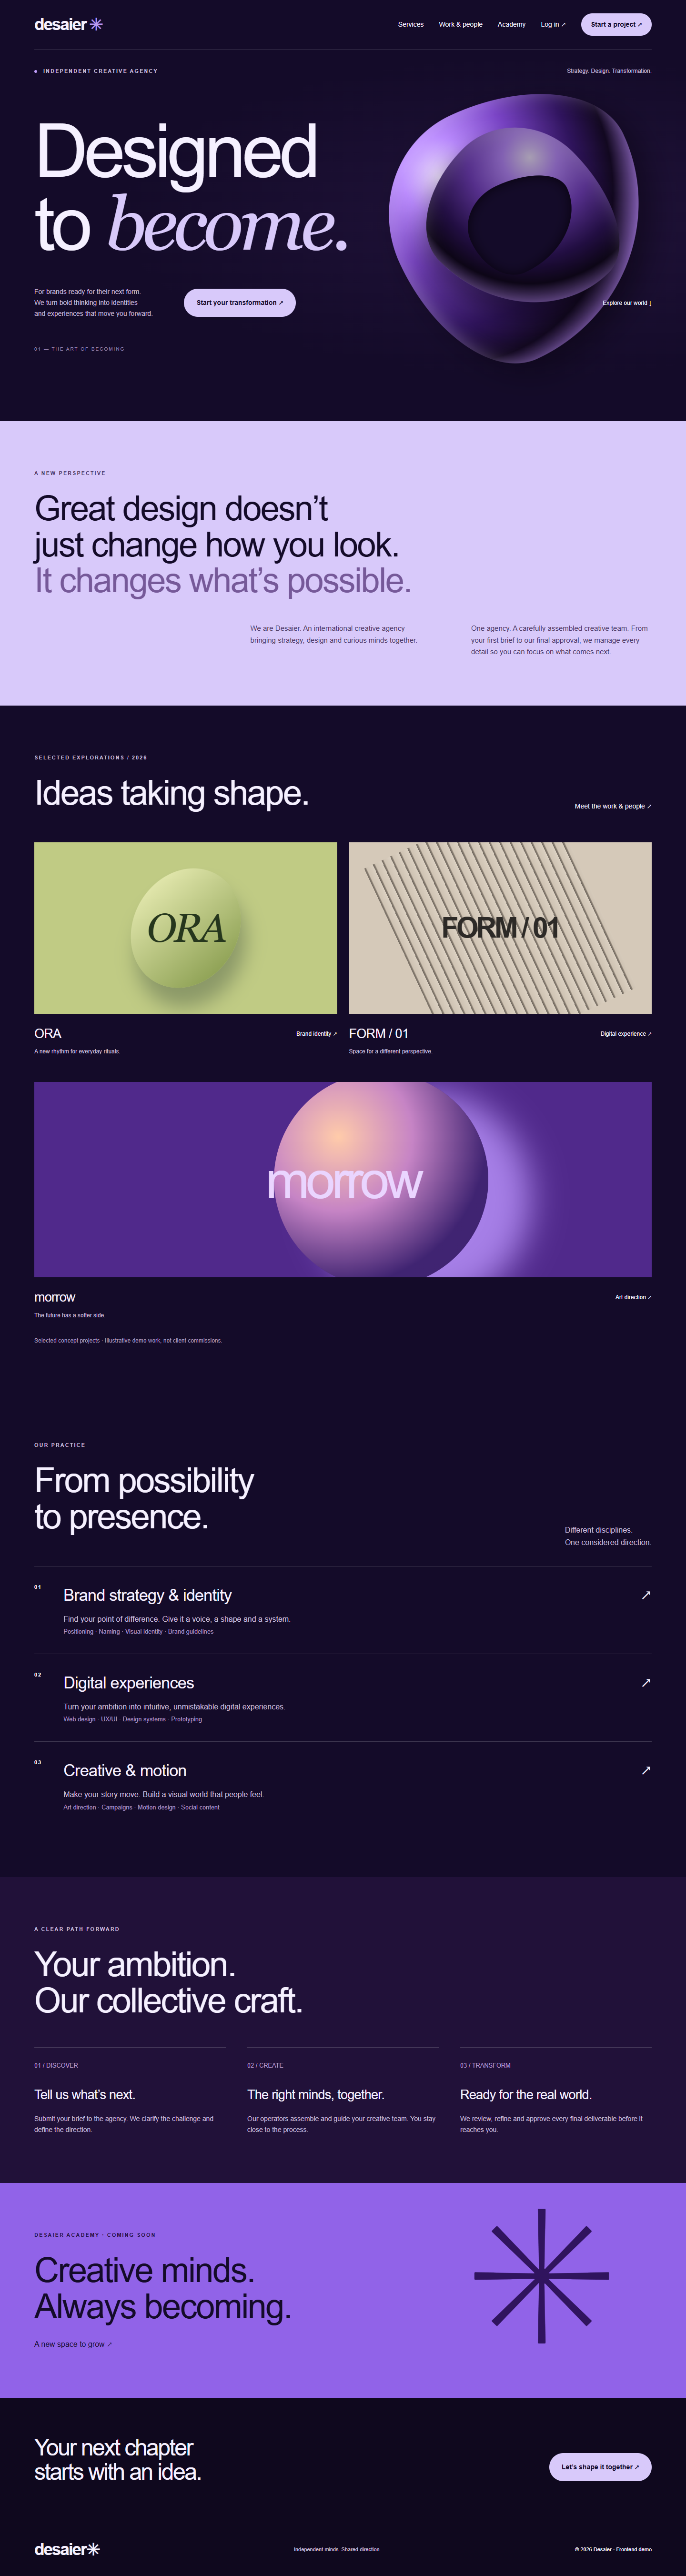 desaier
Services Work & people Academy Log in ↗ Start a project ↗
INDEPENDENT CREATIVE AGENCY
Strategy. Design. Transformation.
Designed
to become.
For brands ready for their next form.
We turn bold thinking into identities
and experiences that move you forward.
Start your transformation ↗
Explore our world ↓
01 — THE ART OF BECOMING
A NEW PERSPECTIVE
Great design doesn’t
just change how you look.
It changes what’s possible.
We are Desaier. An international creative agency
bringing strategy, design and curious minds together.
One agency. A carefully assembled creative team. From
your first brief to our final approval, we manage every
detail so you can focus on what comes next.
SELECTED EXPLORATIONS / 2026
Ideas taking shape.
Meet the work & people ↗
ORA
FORM / 01
ORA
Brand identity ↗
A new rhythm for everyday rituals.
FORM / 01
Digital experience ↗
Space for a different perspective.
morrow
morrow
Art direction ↗
The future has a softer side.
Selected concept projects · Illustrative demo work, not client commissions.
OUR PRACTICE
From possibility
to presence.
Different disciplines.
One considered direction.
01
Brand strategy & identity ↗
Find your point of difference. Give it a voice, a shape and a system.
Positioning · Naming · Visual identity · Brand guidelines
02
Digital experiences ↗
Turn your ambition into intuitive, unmistakable digital experiences.
Web design · UX/UI · Design systems · Prototyping
03
Creative & motion ↗
Make your story move. Build a visual world that people feel.
Art direction · Campaigns · Motion design · Social content
A CLEAR PATH FORWARD
Your ambition.
Our collective craft.
01 / DISCOVER
Tell us what’s next.
Submit your brief to the agency. We clarify the challenge and
define the direction.
02 / CREATE
The right minds, together.
Our operators assemble and guide your creative team. You stay
close to the process.
03 / TRANSFORM
Ready for the real world.
We review, refine and approve every final deliverable before it
reaches you.
DESAIER ACADEMY · COMING SOON
Creative minds.
Always becoming.
A new space to grow ↗
Your next chapter
starts with an idea.
Let’s shape it together ↗
desaier
Independent minds. Shared direction.
© 2026 Desaier · Frontend demo